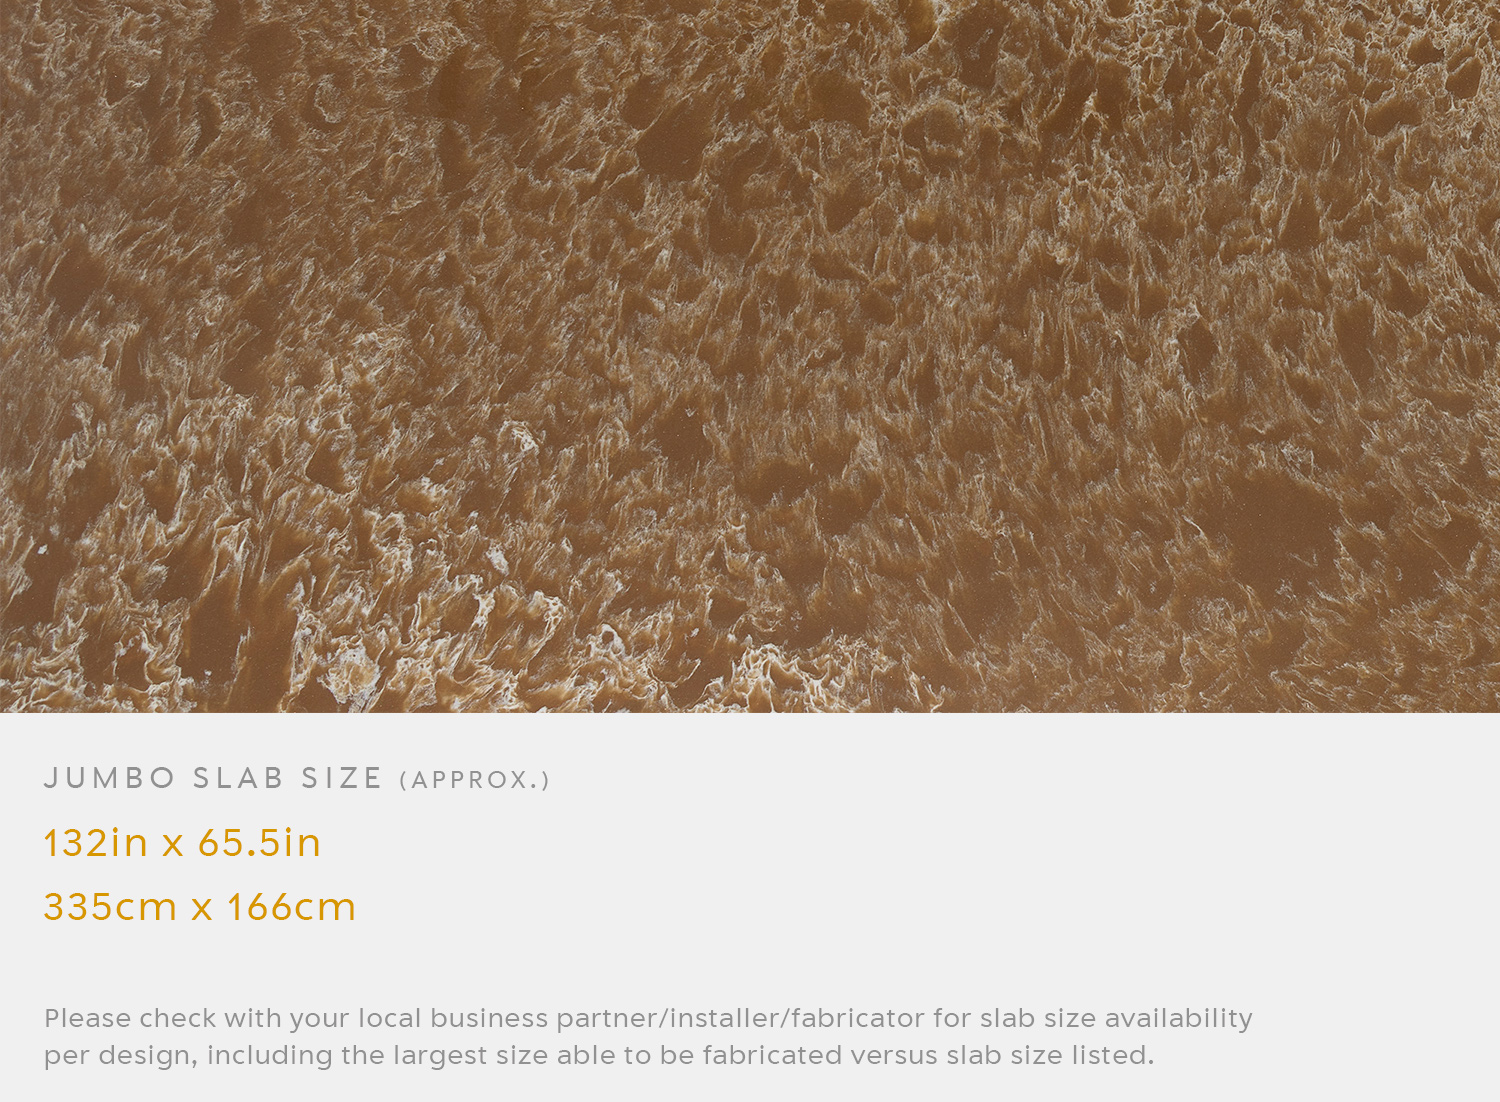 JUMBO SLAB SIZE (APPROX.)
132in x 65.5in
335cm x 166cm
Please check with your local business partner/installer/fabricator for slab size availability
per design, including the largest size able to be fabricated versus slab size listed.